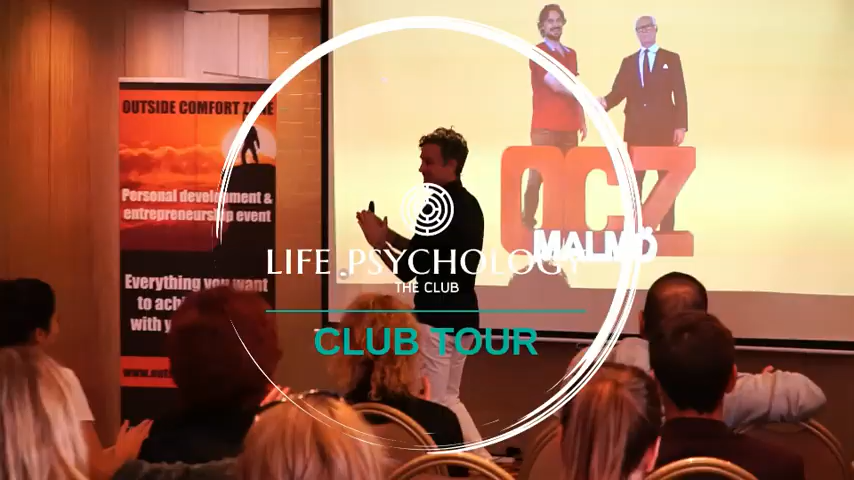 OUTSIDE COMFORT ZONE
Personal development &
entrepreneurship event
Everything you want
to
with
www.
OCZ
MALMÖ
LIFE PSYCHOLOGY
THE CLUB
CLUB TOUR